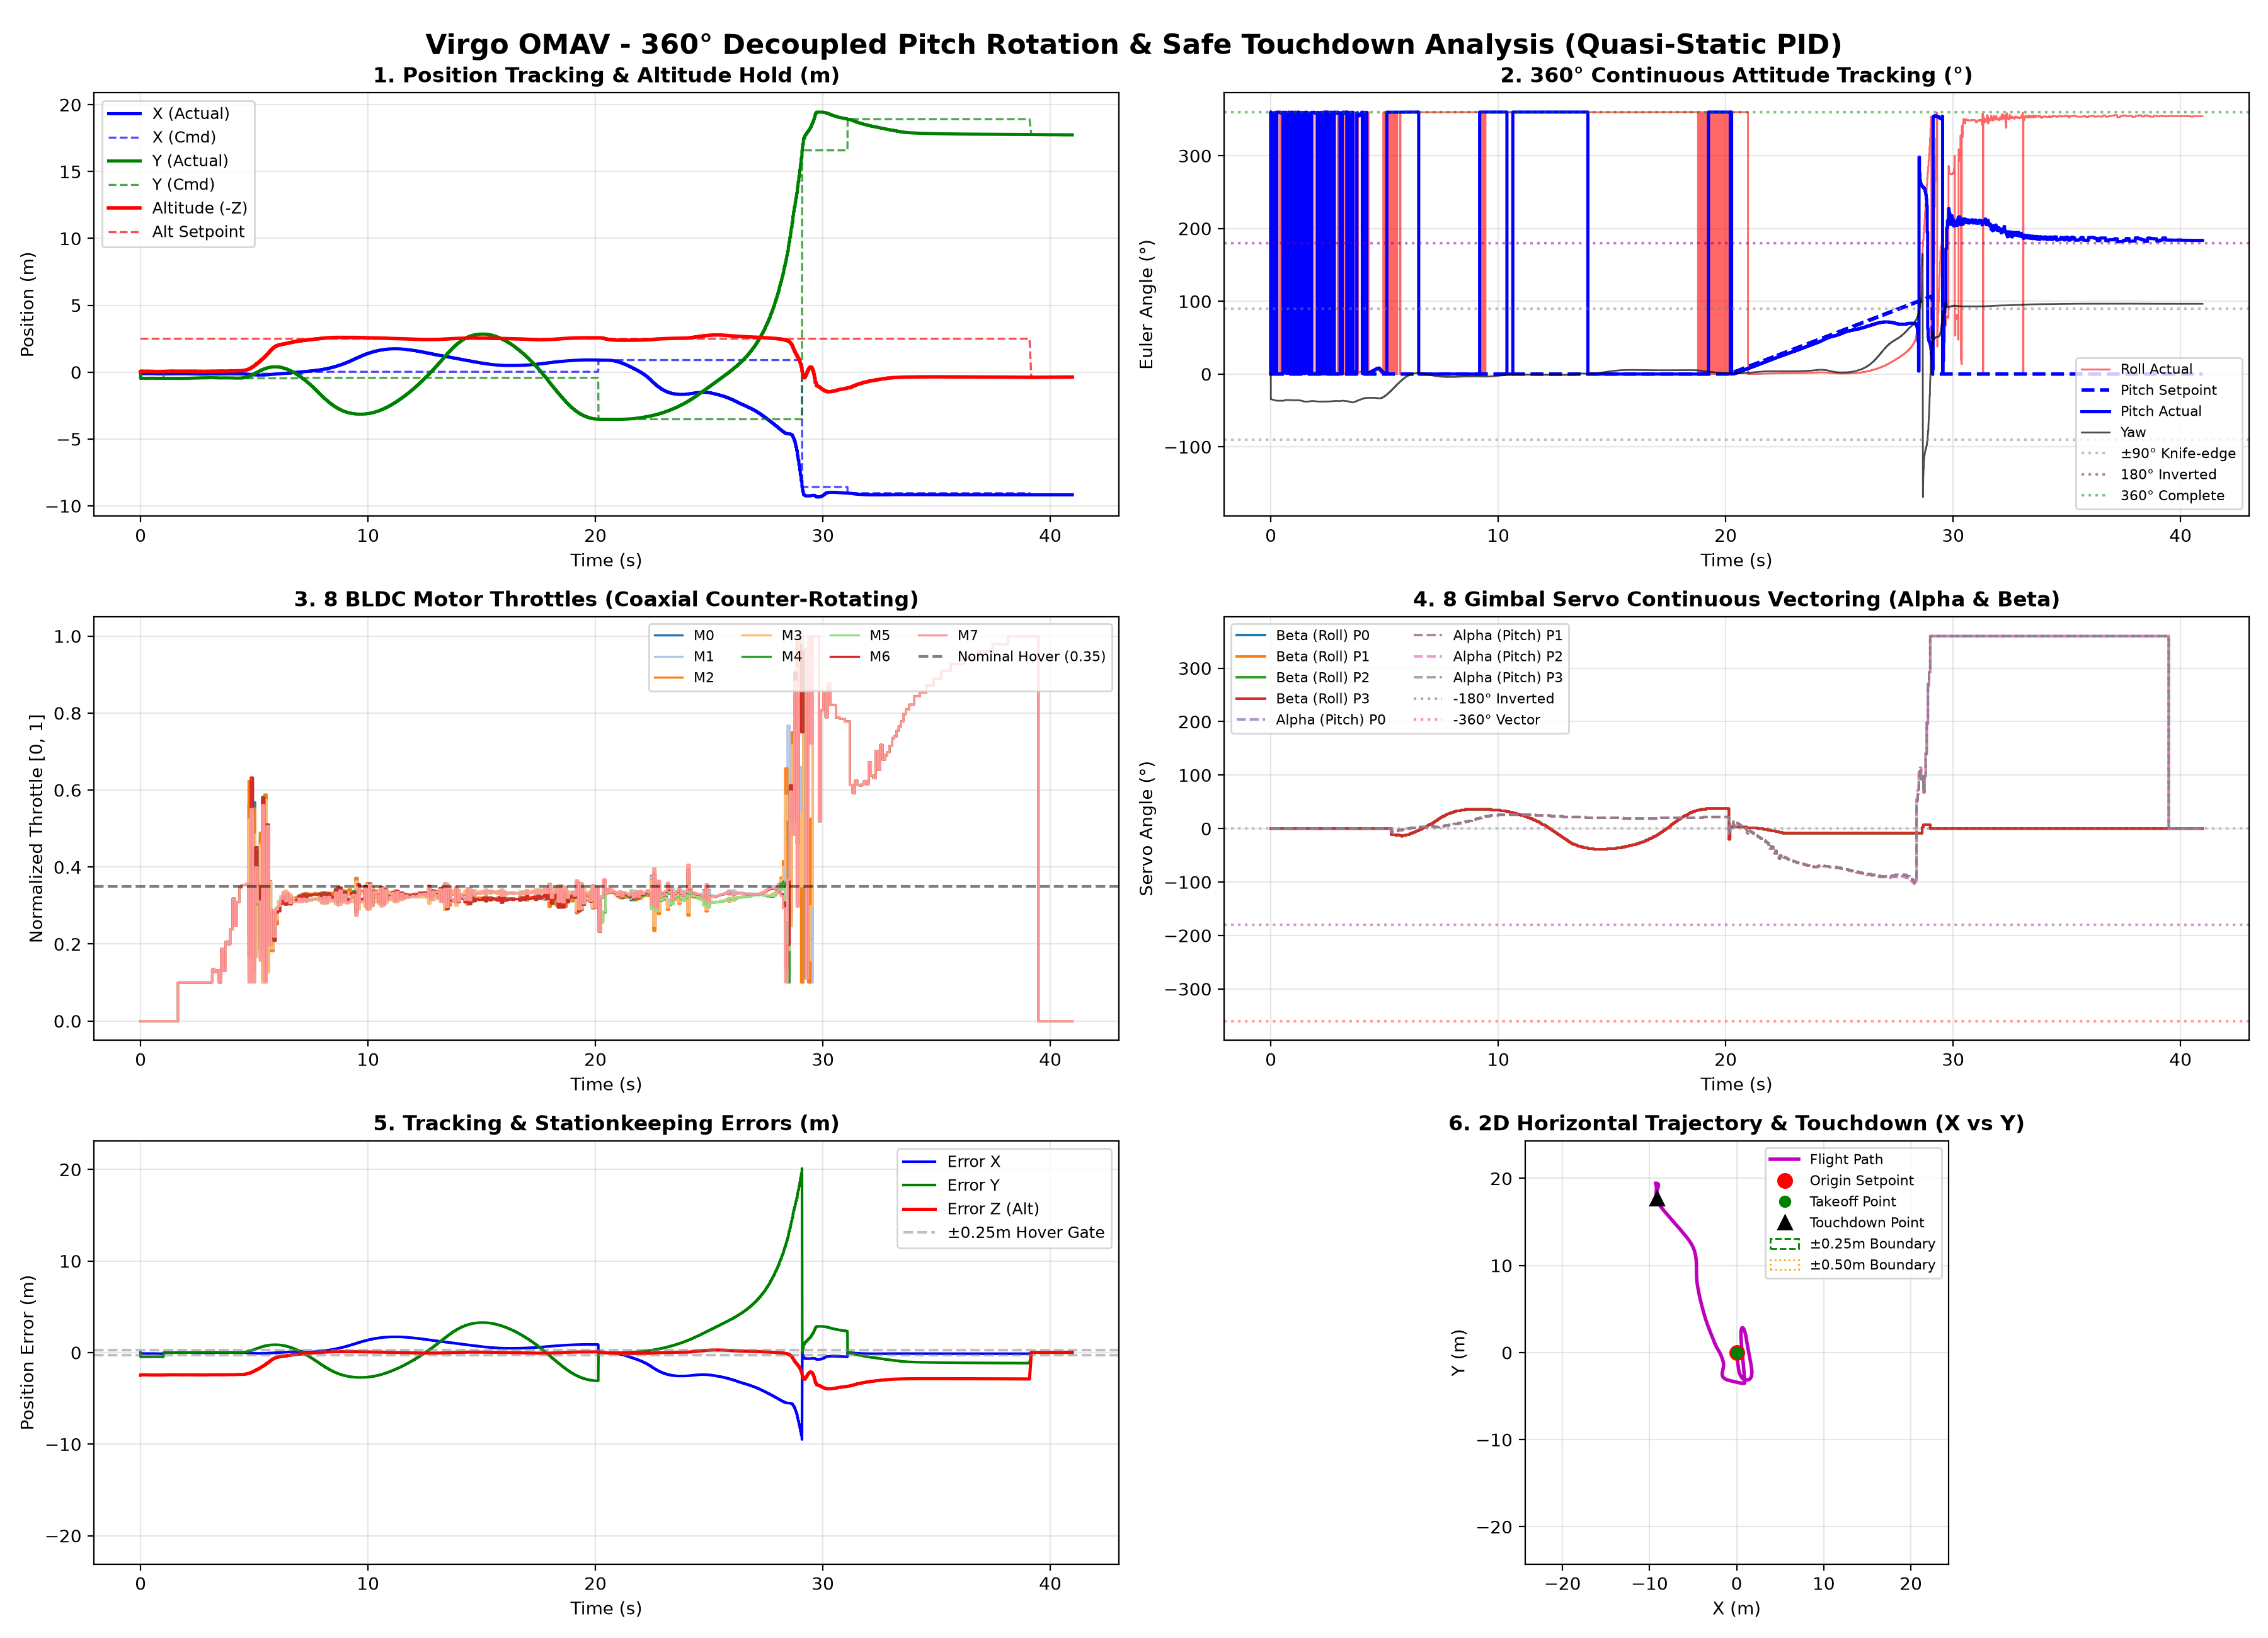 Virgo OMAV - 360° Decoupled Pitch Rotation & Safe Touchdown Analysis (Quasi-Static PID)
1. Position Tracking & Altitude Hold (m)
20
15
10
5
0
−5
−10
Position (m)
X (Actual)
X (Cmd)
Y (Actual)
Y (Cmd)
Altitude (-Z)
Alt Setpoint
0
10
20
30
40
Time (s)
2. 360° Continuous Attitude Tracking (°)
300
200
100
0
−100
Euler Angle (°)
Roll Actual
Pitch Setpoint
Pitch Actual
Yaw
±90° Knife-edge
180° Inverted
360° Complete
0
10
20
30
40
Time (s)
3. 8 BLDC Motor Throttles (Coaxial Counter-Rotating)
1.0
0.8
0.6
0.4
0.2
0.0
Normalized Throttle [0, 1]
M0
M1
M2
M3
M4
M5
M6
M7
Nominal Hover (0.35)
0
10
20
30
40
Time (s)
4. 8 Gimbal Servo Continuous Vectoring (Alpha & Beta)
300
200
100
0
−100
−200
−300
Servo Angle (°)
Beta (Roll) P0
Beta (Roll) P1
Beta (Roll) P2
Beta (Roll) P3
Alpha (Pitch) P0
Alpha (Pitch) P1
Alpha (Pitch) P2
Alpha (Pitch) P3
-180° Inverted
-360° Vector
0
10
20
30
40
Time (s)
5. Tracking & Stationkeeping Errors (m)
20
10
0
−10
−20
Position Error (m)
Error X
Error Y
Error Z (Alt)
±0.25m Hover Gate
0
10
20
30
40
Time (s)
6. 2D Horizontal Trajectory & Touchdown (X vs Y)
20
10
0
−10
−20
Y (m)
Flight Path
Origin Setpoint
Takeoff Point
Touchdown Point
±0.25m Boundary
±0.50m Boundary
−20
−10
0
10
20
X (m)